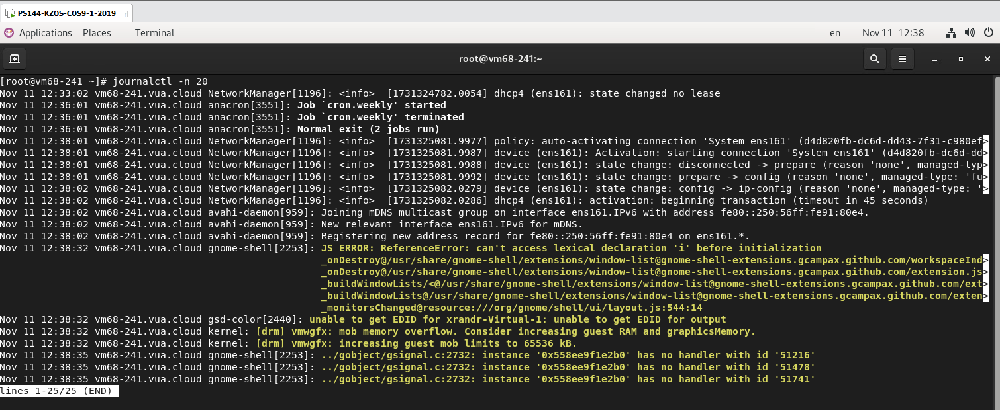 PS144-KZOS-COS9-1-2019
Applications Places Terminal en Nov 11 12:38
root@vm68-241:~
[root@vm68-241 ~]# journalctl -n 20
Nov 11 12:33:02 vm68-241.vua.cloud NetworkManager[1196]: <info>  [1731324782.0054] dhcp4 (ens161): state changed no lease
Nov 11 12:36:01 vm68-241.vua.cloud anacron[3551]: Job `cron.weekly' started
Nov 11 12:36:01 vm68-241.vua.cloud anacron[3551]: Job `cron.weekly' terminated
Nov 11 12:36:01 vm68-241.vua.cloud anacron[3551]: Normal exit (2 jobs run)
Nov 11 12:38:01 vm68-241.vua.cloud NetworkManager[1196]: <info>  [1731325081.9977] policy: auto-activating connection 'System ens161' (d4d820fb-dc6d-dd43-7f31-c980ef>
Nov 11 12:38:01 vm68-241.vua.cloud NetworkManager[1196]: <info>  [1731325081.9987] device (ens161): Activation: starting connection 'System ens161' (d4d820fb-dc6d-dd>
Nov 11 12:38:01 vm68-241.vua.cloud NetworkManager[1196]: <info>  [1731325081.9988] device (ens161): state change: disconnected -> prepare (reason 'none', managed-typ>
Nov 11 12:38:01 vm68-241.vua.cloud NetworkManager[1196]: <info>  [1731325081.9992] device (ens161): state change: prepare -> config (reason 'none', managed-type: 'fu>
Nov 11 12:38:02 vm68-241.vua.cloud NetworkManager[1196]: <info>  [1731325082.0279] device (ens161): state change: config -> ip-config (reason 'none', managed-type: '>
Nov 11 12:38:02 vm68-241.vua.cloud NetworkManager[1196]: <info>  [1731325082.0286] dhcp4 (ens161): activation: beginning transaction (timeout in 45 seconds)
Nov 11 12:38:02 vm68-241.vua.cloud avahi-daemon[959]: Joining mDNS multicast group on interface ens161.IPv6 with address fe80::250:56ff:fe91:80e4.
Nov 11 12:38:02 vm68-241.vua.cloud avahi-daemon[959]: New relevant interface ens161.IPv6 for mDNS.
Nov 11 12:38:02 vm68-241.vua.cloud avahi-daemon[959]: Registering new address record for fe80::250:56ff:fe91:80e4 on ens161.*.
Nov 11 12:38:32 vm68-241.vua.cloud gnome-shell[2253]: JS ERROR: ReferenceError: can't access lexical declaration 'i' before initialization
_onDestroy@/usr/share/gnome-shell/extensions/window-list@gnome-shell-extensions.gcampax.github.com/workspaceInd>
_onDestroy@/usr/share/gnome-shell/extensions/window-list@gnome-shell-extensions.gcampax.github.com/extension.js>
_buildWindowLists/<@/usr/share/gnome-shell/extensions/window-list@gnome-shell-extensions.gcampax.github.com/ext>
_buildWindowLists@/usr/share/gnome-shell/extensions/window-list@gnome-shell-extensions.gcampax.github.com/exten>
_monitorsChanged@resource:///org/gnome/shell/ui/layout.js:544:14
Nov 11 12:38:32 vm68-241.vua.cloud gsd-color[2440]: unable to get EDID for xrandr-Virtual-1: unable to get EDID for output
Nov 11 12:38:32 vm68-241.vua.cloud kernel: [drm] vmwgfx: mob memory overflow. Consider increasing guest RAM and graphicsMemory.
Nov 11 12:38:32 vm68-241.vua.cloud kernel: [drm] vmwgfx: increasing guest mob limits to 65536 kB.
Nov 11 12:38:35 vm68-241.vua.cloud gnome-shell[2253]: ../gobject/gsignal.c:2732: instance '0x558ee9f1e2b0' has no handler with id '51216'
Nov 11 12:38:35 vm68-241.vua.cloud gnome-shell[2253]: ../gobject/gsignal.c:2732: instance '0x558ee9f1e2b0' has no handler with id '51478'
Nov 11 12:38:35 vm68-241.vua.cloud gnome-shell[2253]: ../gobject/gsignal.c:2732: instance '0x558ee9f1e2b0' has no handler with id '51741'
lines 1-25/25 (END)